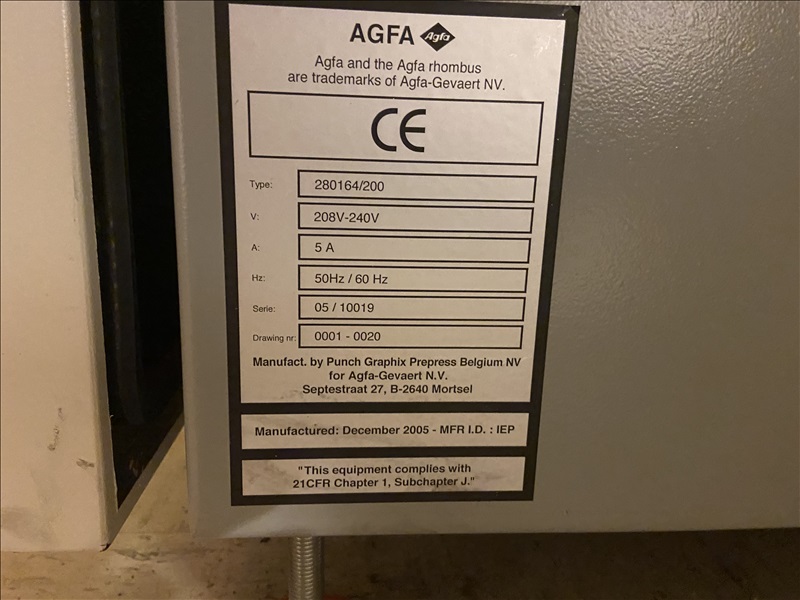 AGFA Agfa
Agfa and the Agfa rhombus
are trademarks of Agfa-Gevaert NV.
CE
Type: 280164/200
V: 208V-240V
A: 5 A
Hz: 50Hz / 60 Hz
Serie: 05 / 10019
Drawing nr: 0001 - 0020
Manufact. by Punch Graphix Prepress Belgium NV
for Agfa-Gevaert N.V.
Septestraat 27, B-2640 Mortsel
Manufactured: December 2005 - MFR I.D. : IEP
"This equipment complies with
21CFR Chapter 1, Subchapter J."